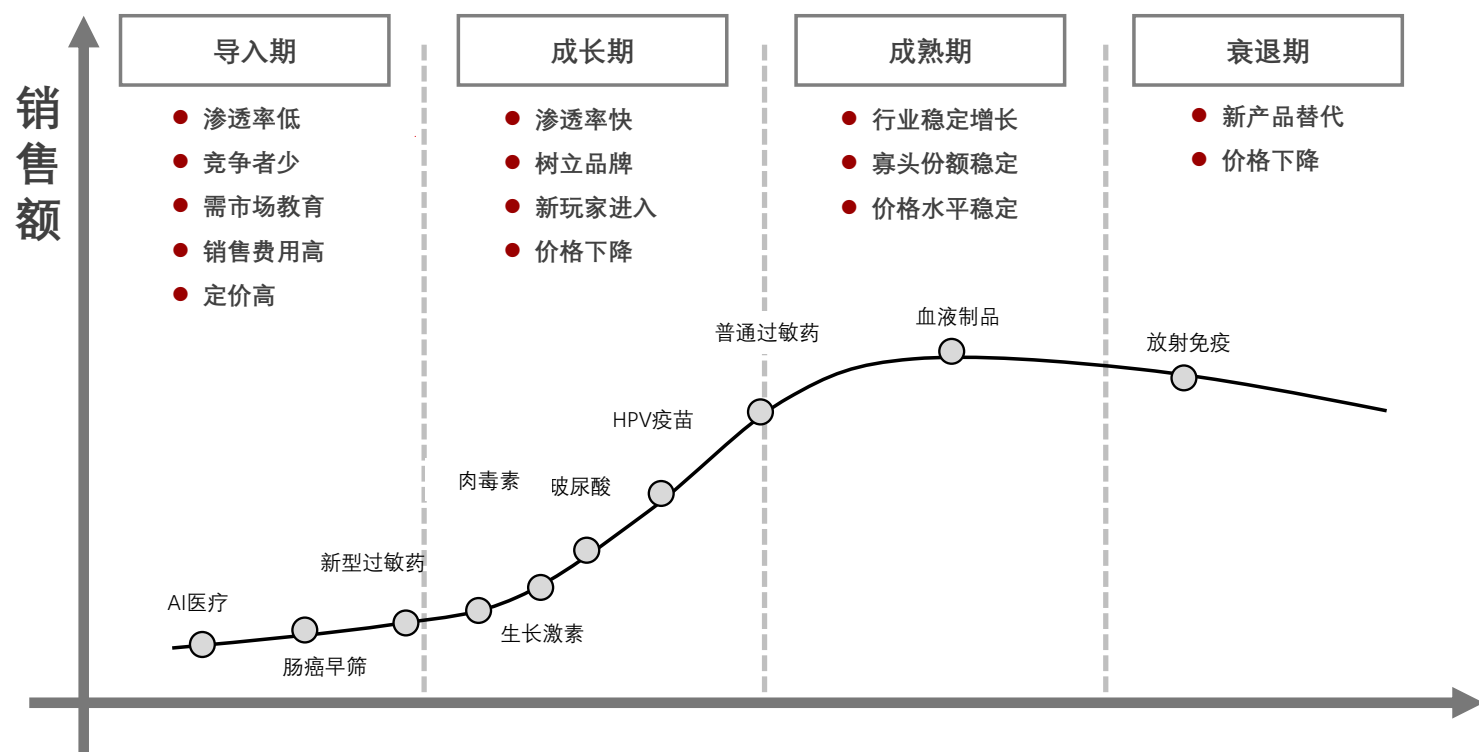 销售额
导入期
渗透率低
竞争者少
需市场教育
销售费用高
定价高
成长期
渗透率快
树立品牌
新玩家进入
价格下降
成熟期
行业稳定增长
寡头份额稳定
价格水平稳定
衰退期
新产品替代
价格下降
AI医疗
肠癌早筛
新型过敏药
肉毒素
生长激素
玻尿酸
HPV疫苗
普通过敏药
血液制品
放射免疫